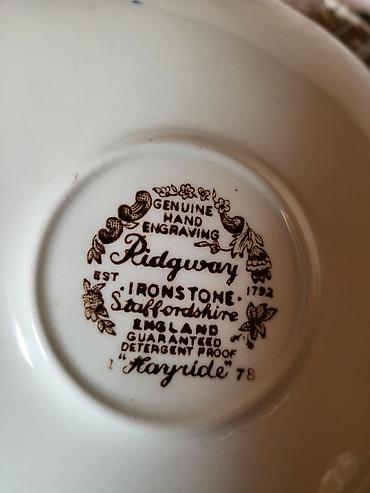 GENUINE
HAND
ENGRAVING
Ridgway
EST 1792
· IRONSTONE ·
Staffordshire
ENGLAND
GUARANTEED
DETERGENT PROOF
1 "Hayride" 78